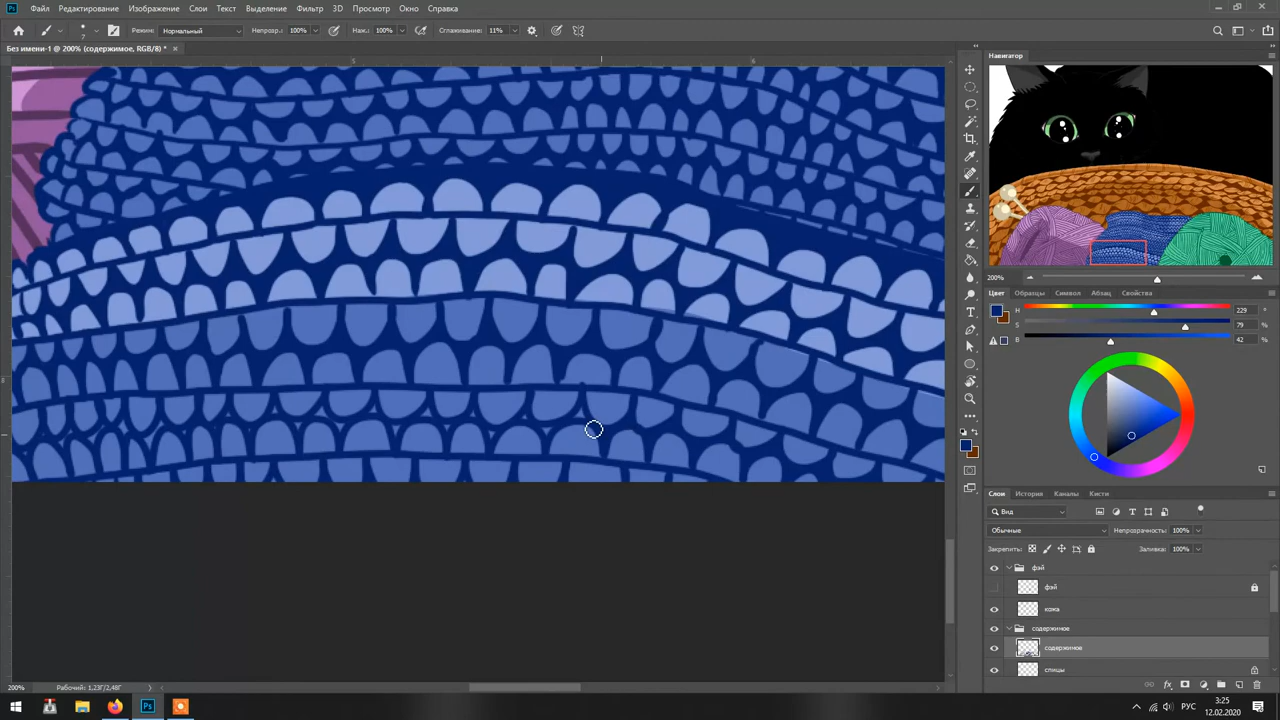 Файл Редактирование Изображение Слои Текст Выделение Фильтр 3D Просмотр Окно Справка
7 Режим: Нормальный Непрозр.: 100% Наж.: 100% Сглаживание: 11%
Без имени-1 @ 200% (содержимое, RGB/8) *
Навигатор
200%
Цвет Образцы Символ Абзац Свойства
H 229 °
S 79 %
B 42 %
Слои История Каналы Кисти
Вид
Обычные Непрозрачность: 100%
Закрепить: Заливка: 100%
фэй
фэй
кожа
содержимое
содержимое
спицы
200% Рабочий: 1,23Г/2,48Г
РУС 3:25
12.02.2020